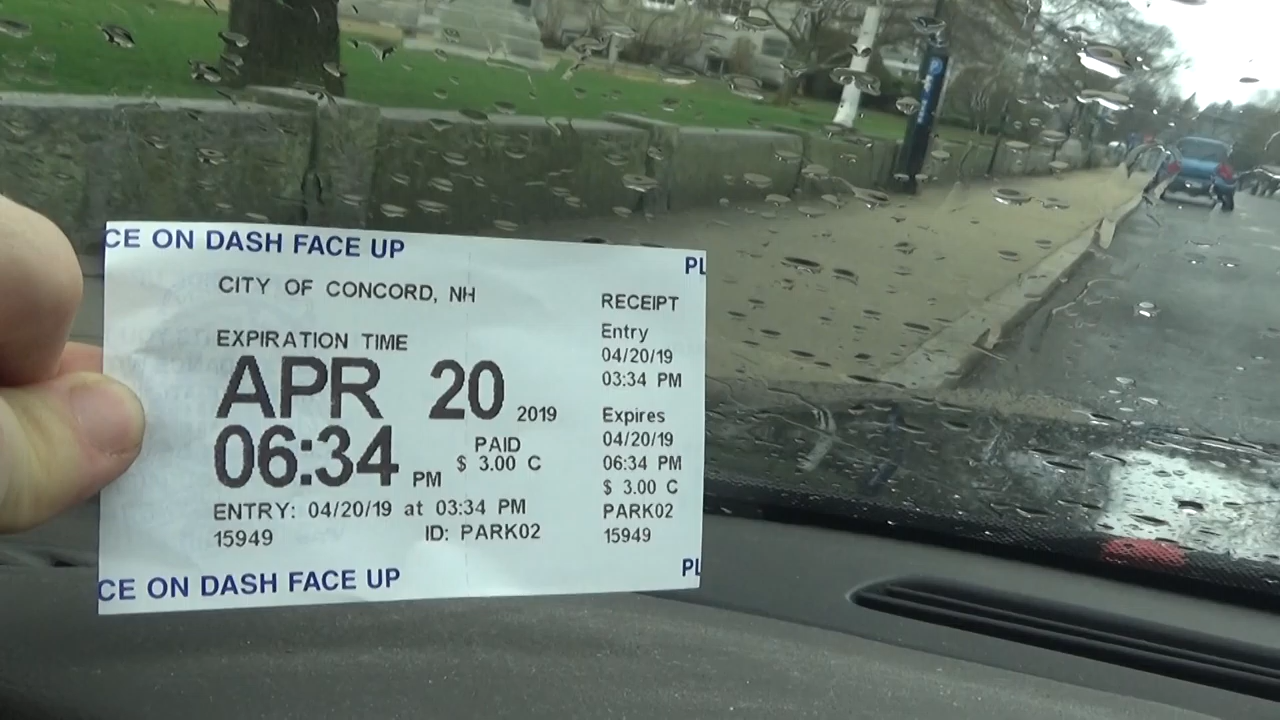 CE ON DASH FACE UP
PL
CITY OF CONCORD, NH
EXPIRATION TIME
APR 20 2019
06:34 PM
PAID
$ 3.00 C
ENTRY: 04/20/19 at 03:34 PM
15949 ID: PARK02
RECEIPT
Entry
04/20/19
03:34 PM
Expires
04/20/19
06:34 PM
$ 3.00 C
PARK02
15949
CE ON DASH FACE UP
PL